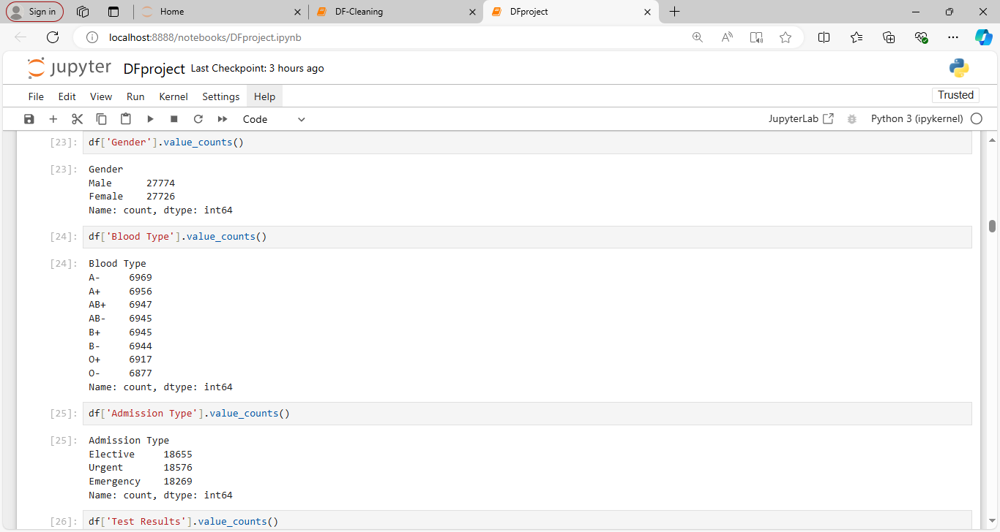 Sign in
Home
DF-Cleaning
DFproject
localhost:8888/notebooks/DFproject.ipynb
jupyter DFproject Last Checkpoint: 3 hours ago
File Edit View Run Kernel Settings Help Trusted
Code JupyterLab Python 3 (ipykernel)
[23]: df['Gender'].value_counts()
[23]: Gender
Male 27774
Female 27726
Name: count, dtype: int64
[24]: df['Blood Type'].value_counts()
[24]: Blood Type
A- 6969
A+ 6956
AB+ 6947
AB- 6945
B+ 6945
B- 6944
O+ 6917
O- 6877
Name: count, dtype: int64
[25]: df['Admission Type'].value_counts()
[25]: Admission Type
Elective 18655
Urgent 18576
Emergency 18269
Name: count, dtype: int64
[26]: df['Test Results'].value_counts()